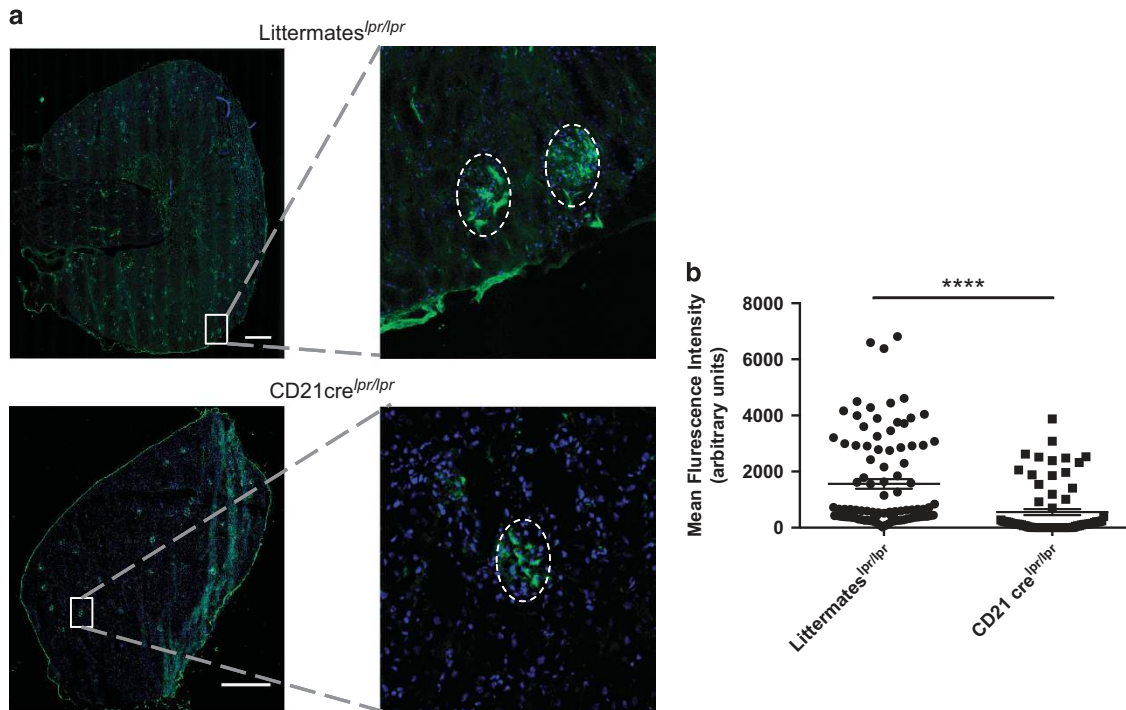 a
Littermates lpr/lpr
CD21cre lpr/lpr
b
****
Mean Flurescence Intensity
(arbitrary units)
8000
6000
4000
2000
0
Littermates lpr/lpr
CD21 cre lpr/lpr